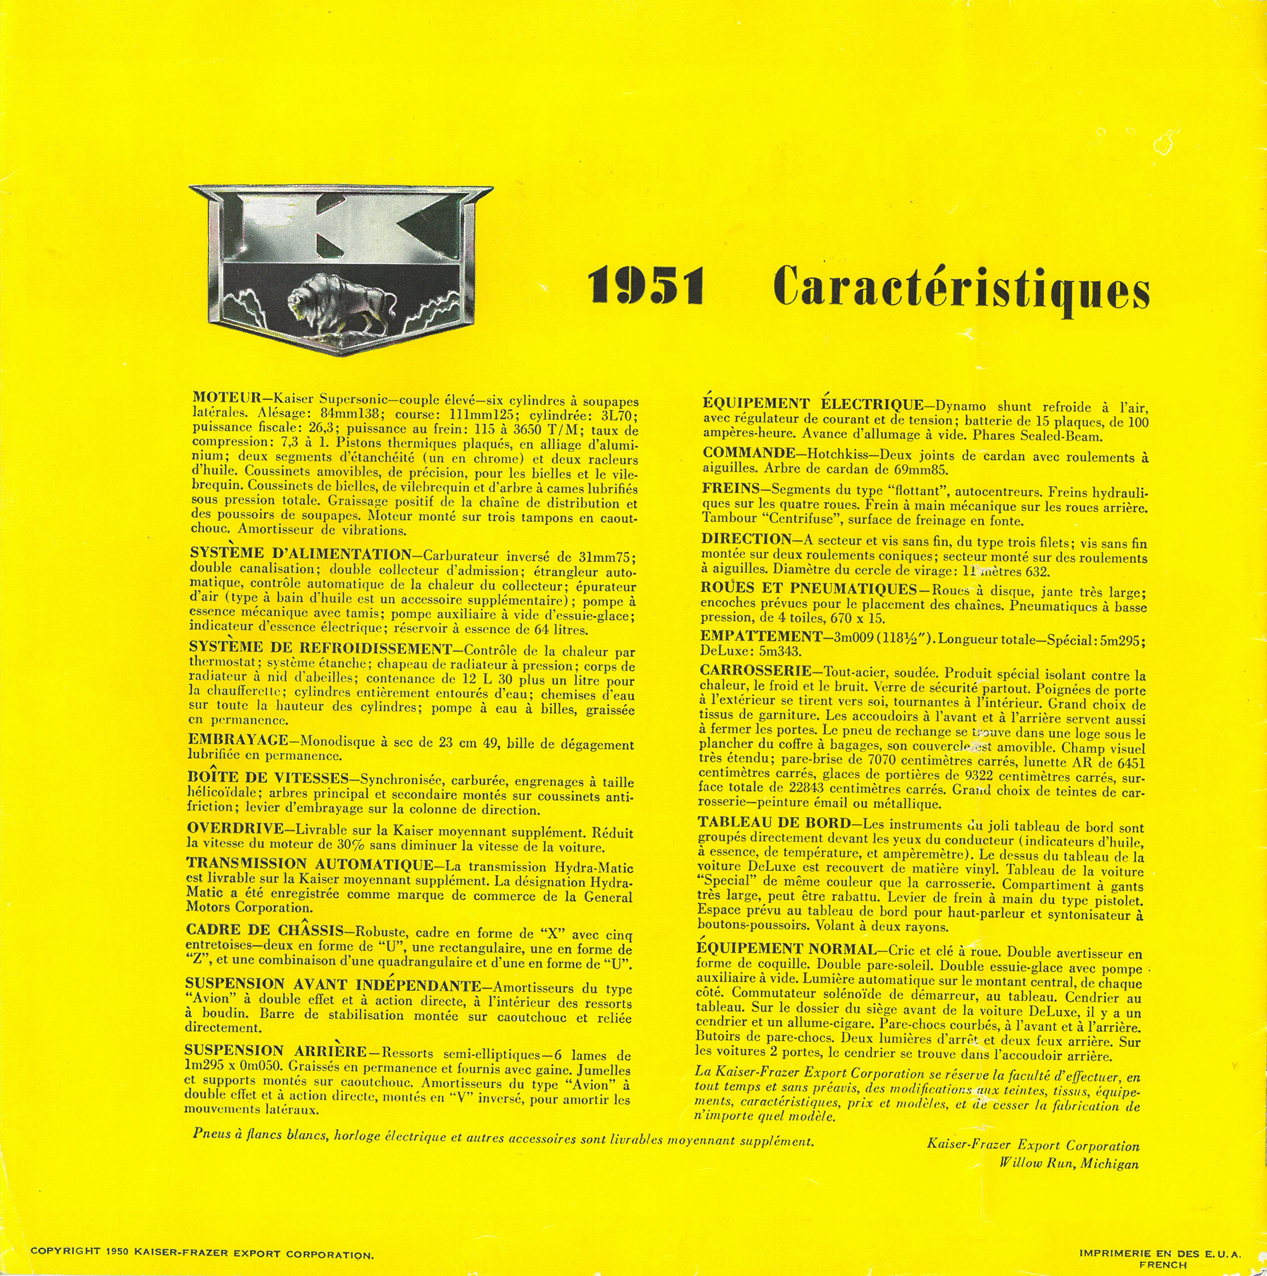 K
1951 Caractéristiques
MOTEUR—Kaiser Supersonic—couple élevé—six cylindres à soupapes
latérales. Alésage: 84mm138; course: 111mm125; cylindrée: 3L70;
puissance fiscale: 26,3; puissance au frein: 115 à 3650 T/M; taux de
compression: 7,3 à 1. Pistons thermiques plaqués, en alliage d'alumi-
nium; deux segments d'étanchéité (un en chrome) et deux racleurs
d'huile. Coussinets amovibles, de précision, pour les bielles et le vile-
brequin. Coussinets de bielles, de vilebrequin et d'arbre à cames lubrifiés
sous pression totale. Graissage positif de la chaîne de distribution et
des poussoirs de soupapes. Moteur monté sur trois tampons en caout-
chouc. Amortisseur de vibrations.
SYSTÈME D'ALIMENTATION—Carburateur inversé de 31mm75;
double canalisation; double collecteur d'admission; étrangleur auto-
matique, contrôle automatique de la chaleur du collecteur; épurateur
d'air (type à bain d'huile est un accessoire supplémentaire); pompe à
essence mécanique avec tamis; pompe auxiliaire à vide d'essuie-glace;
indicateur d'essence électrique; réservoir à essence de 64 litres.
SYSTÈME DE REFROIDISSEMENT—Contrôle de la chaleur par
thermostat; système étanche; chapeau de radiateur à pression; corps de
radiateur à nid d'abeilles; contenance de 12 L 30 plus un litre pour
la chaufferette; cylindres entièrement entourés d'eau; chemises d'eau
sur toute la hauteur des cylindres; pompe à eau à billes, graissée
en permanence.
EMBRAYAGE—Monodisque à sec de 23 cm 49, bille de dégagement
lubrifiée en permanence.
BOÎTE DE VITESSES—Synchronisée, carburée, engrenages à taille
hélicoïdale; arbres principal et secondaire montés sur coussinets anti-
friction; levier d'embrayage sur la colonne de direction.
OVERDRIVE—Livrable sur la Kaiser moyennant supplément. Réduit
la vitesse du moteur de 30% sans diminuer la vitesse de la voiture.
TRANSMISSION AUTOMATIQUE—La transmission Hydra-Matic
est livrable sur la Kaiser moyennant supplément. La désignation Hydra-
Matic a été enregistrée comme marque de commerce de la General
Motors Corporation.
CADRE DE CHÂSSIS—Robuste, cadre en forme de "X" avec cinq
entretoises—deux en forme de "U", une rectangulaire, une en forme de
"Z", et une combinaison d'une quadrangulaire et d'une en forme de "U".
SUSPENSION AVANT INDÉPENDANTE—Amortisseurs du type
"Avion" à double effet et à action directe, à l'intérieur des ressorts
à boudin. Barre de stabilisation montée sur caoutchouc et reliée
directement.
SUSPENSION ARRIÈRE—Ressorts semi-elliptiques—6 lames de
1m295 x 0m050. Graissés en permanence et fournis avec gaine. Jumelles
et supports montés sur caoutchouc. Amortisseurs du type "Avion" à
double effet et à action directe, montés en "V" inversé, pour amortir les
mouvements latéraux.
ÉQUIPEMENT ÉLECTRIQUE—Dynamo shunt refroide à l'air,
avec régulateur de courant et de tension; batterie de 15 plaques, de 100
ampères-heure. Avance d'allumage à vide. Phares Sealed-Beam.
COMMANDE—Hotchkiss—Deux joints de cardan avec roulements à
aiguilles. Arbre de cardan de 69mm85.
FREINS—Segments du type "flottant", autocentreurs. Freins hydrauli-
ques sur les quatre roues. Frein à main mécanique sur les roues arrière.
Tambour "Centrifuse", surface de freinage en fonte.
DIRECTION—A secteur et vis sans fin, du type trois filets; vis sans fin
montée sur deux roulements coniques; secteur monté sur des roulements
à aiguilles. Diamètre du cercle de virage: 11 mètres 632.
ROUES ET PNEUMATIQUES—Roues à disque, jante très large;
encoches prévues pour le placement des chaînes. Pneumatiques à basse
pression, de 4 toiles, 670 x 15.
EMPATTEMENT—3m009 (118½"). Longueur totale—Spécial: 5m295;
DeLuxe: 5m343.
CARROSSERIE—Tout-acier, soudée. Produit spécial isolant contre la
chaleur, le froid et le bruit. Verre de sécurité partout. Poignées de porte
à l'extérieur se tirent vers soi, tournantes à l'intérieur. Grand choix de
tissus de garniture. Les accoudoirs à l'avant et à l'arrière servent aussi
à fermer les portes. Le pneu de rechange se trouve dans une loge sous le
plancher du coffre à bagages, son couvercle est amovible. Champ visuel
très étendu; pare-brise de 7070 centimètres carrés, lunette AR de 6451
centimètres carrés, glaces de portières de 9322 centimètres carrés, sur-
face totale de 22843 centimètres carrés. Grand choix de teintes de car-
rosserie—peinture émail ou métallique.
TABLEAU DE BORD—Les instruments du joli tableau de bord sont
groupés directement devant les yeux du conducteur (indicateurs d'huile,
à essence, de température, et ampèremètre). Le dessus du tableau de la
voiture DeLuxe est recouvert de matière vinyl. Tableau de la voiture
"Special" de même couleur que la carrosserie. Compartiment à gants
très large, peut être rabattu. Levier de frein à main du type pistolet.
Espace prévu au tableau de bord pour haut-parleur et syntonisateur à
boutons-poussoirs. Volant à deux rayons.
ÉQUIPEMENT NORMAL—Cric et clé à roue. Double avertisseur en
forme de coquille. Double pare-soleil. Double essuie-glace avec pompe
auxiliaire à vide. Lumière automatique sur le montant central, de chaque
côté. Commutateur solénoïde de démarreur, au tableau. Cendrier au
tableau. Sur le dossier du siège avant de la voiture DeLuxe, il y a un
cendrier et un allume-cigare. Pare-chocs courbés, à l'avant et à l'arrière.
Butoirs de pare-chocs. Deux lumières d'arrêt et deux feux arrière. Sur
les voitures 2 portes, le cendrier se trouve dans l'accoudoir arrière.
La Kaiser-Frazer Export Corporation se réserve la faculté d'effectuer, en
tout temps et sans préavis, des modifications aux teintes, tissus, équipe-
ments, caractéristiques, prix et modèles, et de cesser la fabrication de
n'importe quel modèle.
Pneus à flancs blancs, horloge électrique et autres accessoires sont livrables moyennant supplément.
Kaiser-Frazer Export Corporation
Willow Run, Michigan
COPYRIGHT 1950 KAISER-FRAZER EXPORT CORPORATION.
IMPRIMERIE EN DES E.U.A.
FRENCH